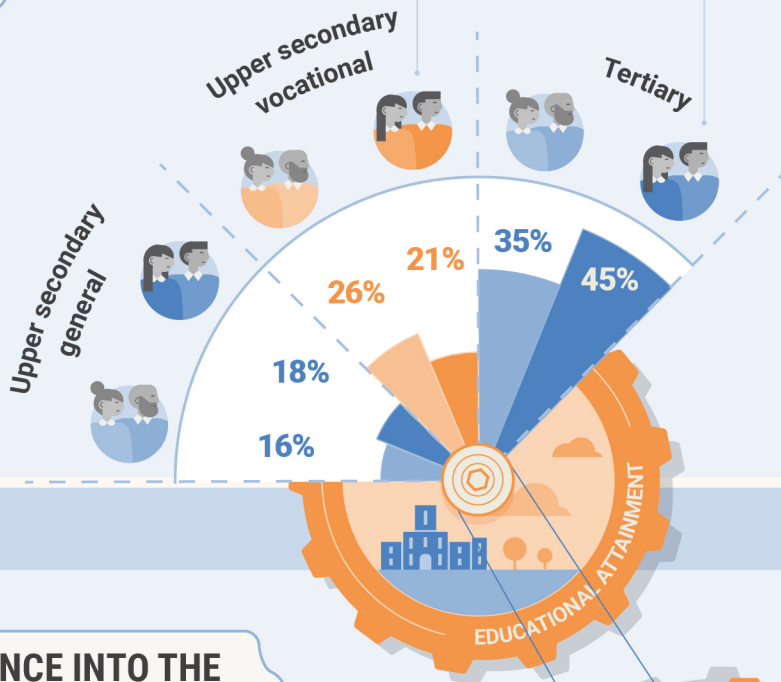 Upper secondary
vocational
Tertiary
Upper secondary
general
35%
21%
45%
26%
18%
16%
EDUCATIONAL ATTAINMENT
NCE INTO THE